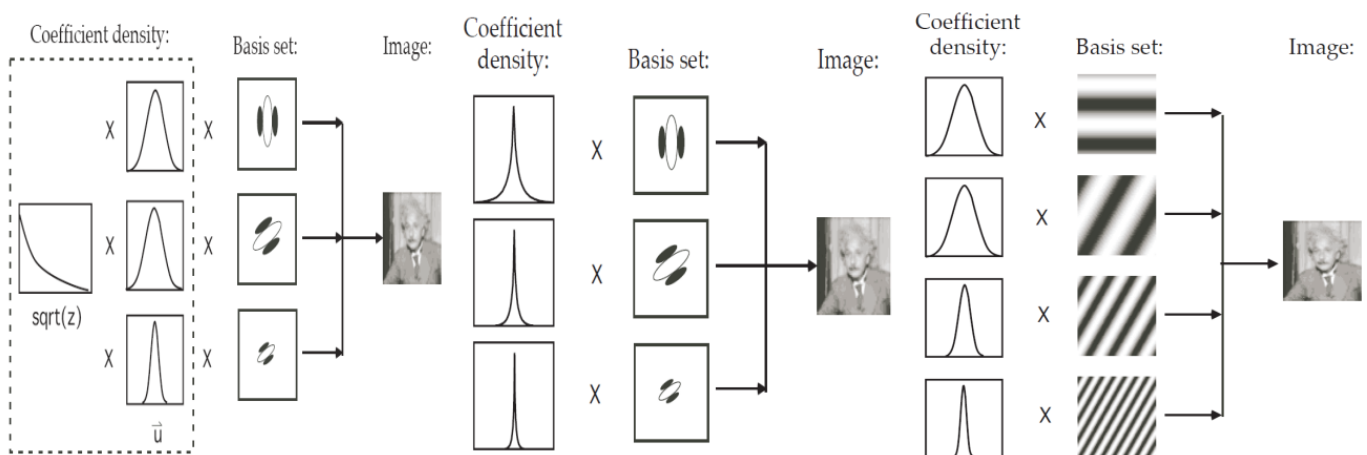 Coefficient density:
Basis set:
Image:
X
X
X
X
X
X
sqrt(z)
u
Coefficient
density:
Basis set:
Image:
X
X
X
Coefficient
density:
Basis set:
Image:
X
X
X
X